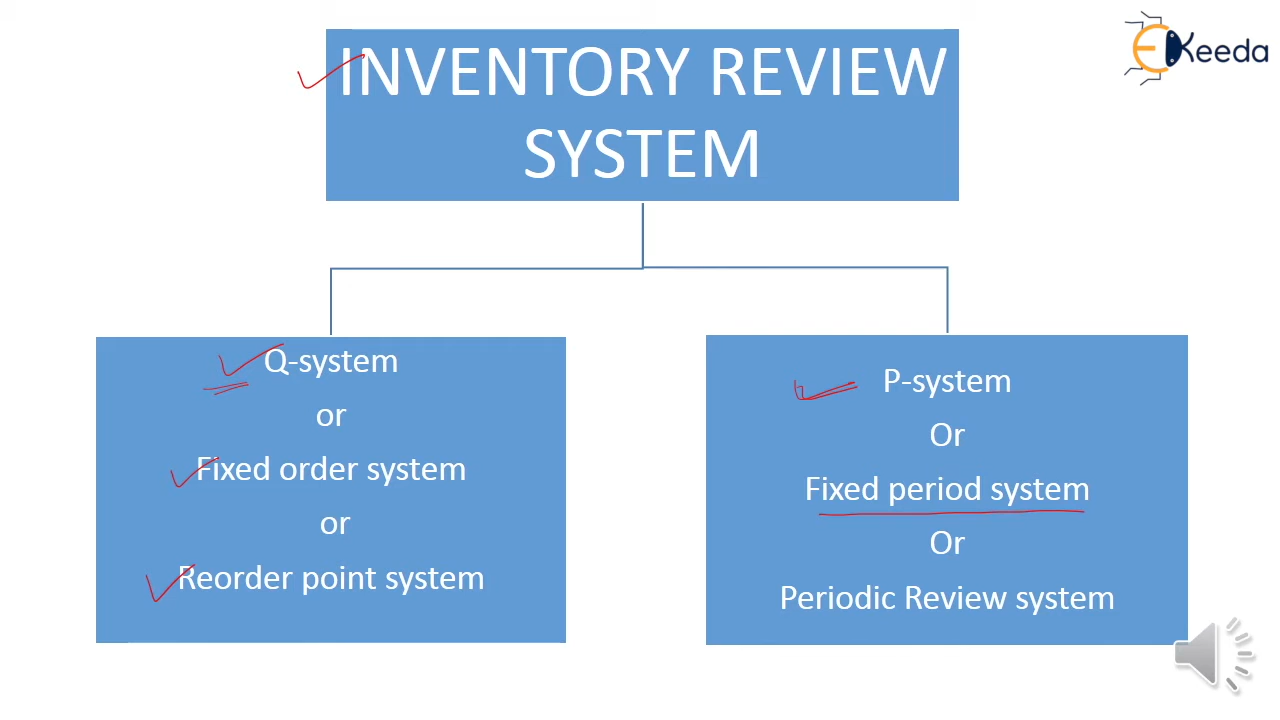 INVENTORY REVIEW
SYSTEM
EKeeda
Q-system
or
Fixed order system
or
Reorder point system
P-system
Or
Fixed period system
Or
Periodic Review system